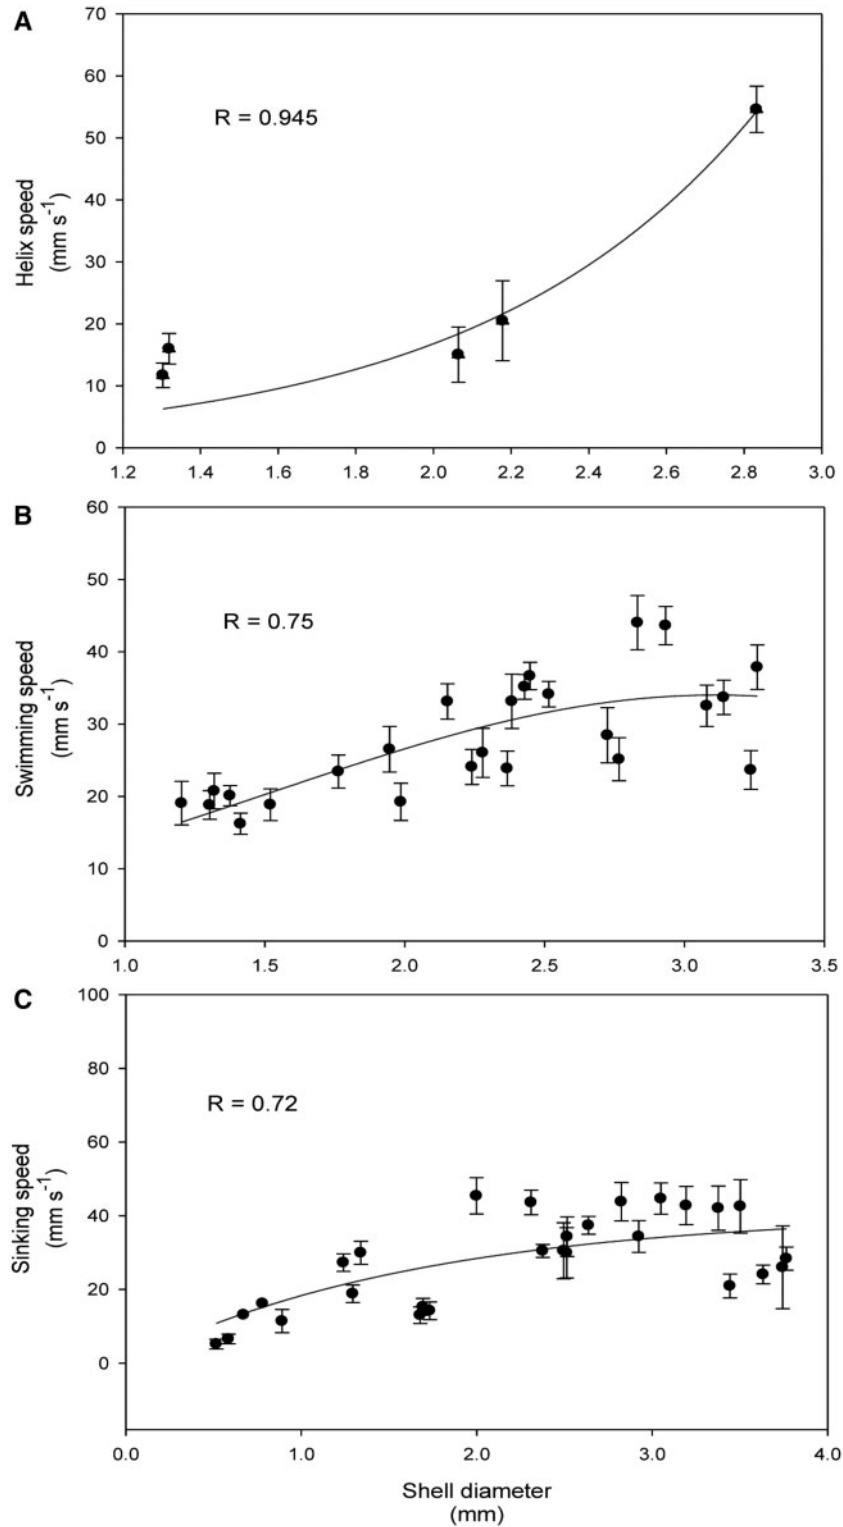 A
70
60
50
40
30
20
10
0
Helix speed
(mm s-1)
R = 0.945
1.2 1.4 1.6 1.8 2.0 2.2 2.4 2.6 2.8 3.0
B
60
50
40
30
20
10
0
Swimming speed
(mm s-1)
R = 0.75
1.0 1.5 2.0 2.5 3.0 3.5
C
100
80
60
40
20
0
Sinking speed
(mm s-1)
R = 0.72
0.0 1.0 2.0 3.0 4.0
Shell diameter
(mm)